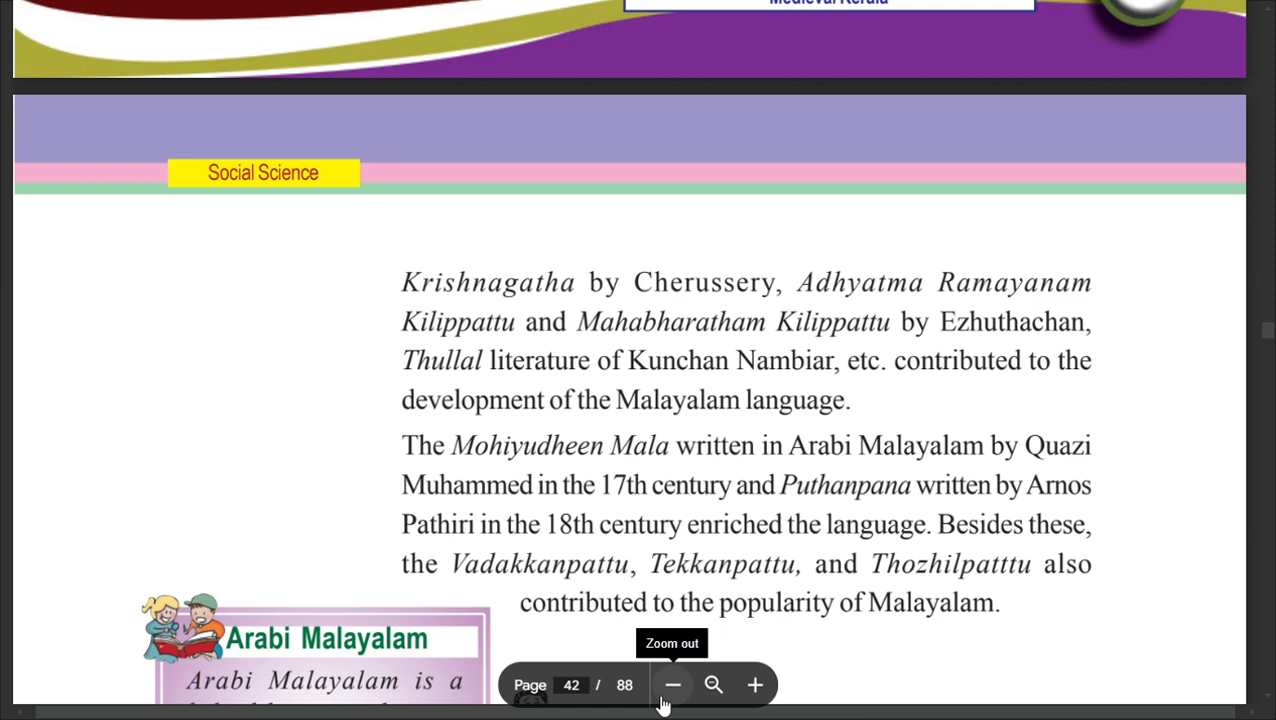 Medieval Kerala
Social Science
Krishnagatha by Cherussery, Adhyatma Ramayanam
Kilippattu and Mahabharatham Kilippattu by Ezhuthachan,
Thullal literature of Kunchan Nambiar, etc. contributed to the
development of the Malayalam language.
The Mohiyudheen Mala written in Arabi Malayalam by Quazi
Muhammed in the 17th century and Puthanpana written by Arnos
Pathiri in the 18th century enriched the language. Besides these,
the Vadakkanpattu, Tekkanpattu, and Thozhilpatttu also
contributed to the popularity of Malayalam.
Zoom out
Arabi Malayalam
Arabi Malayalam is a
Page 42 / 88